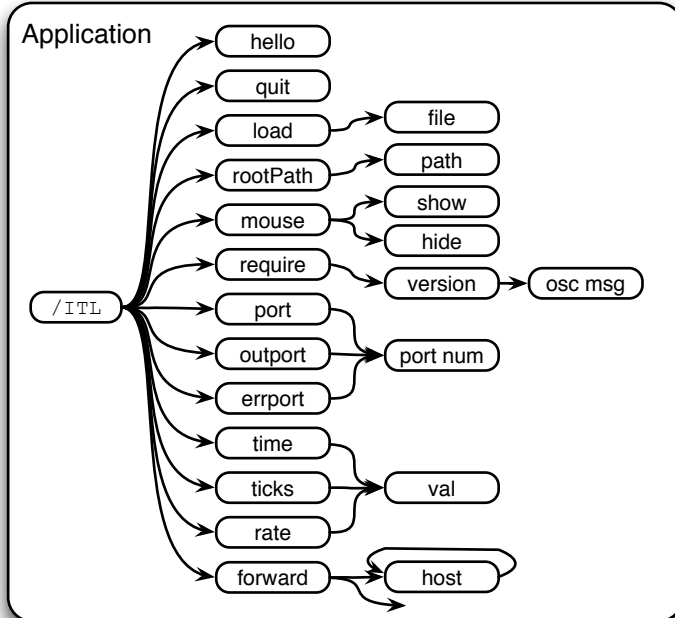 Application
hello
quit
load
file
rootPath
path
mouse
show
hide
require
version
osc msg
/ITL
port
outport
port num
errport
time
ticks
val
rate
forward
host